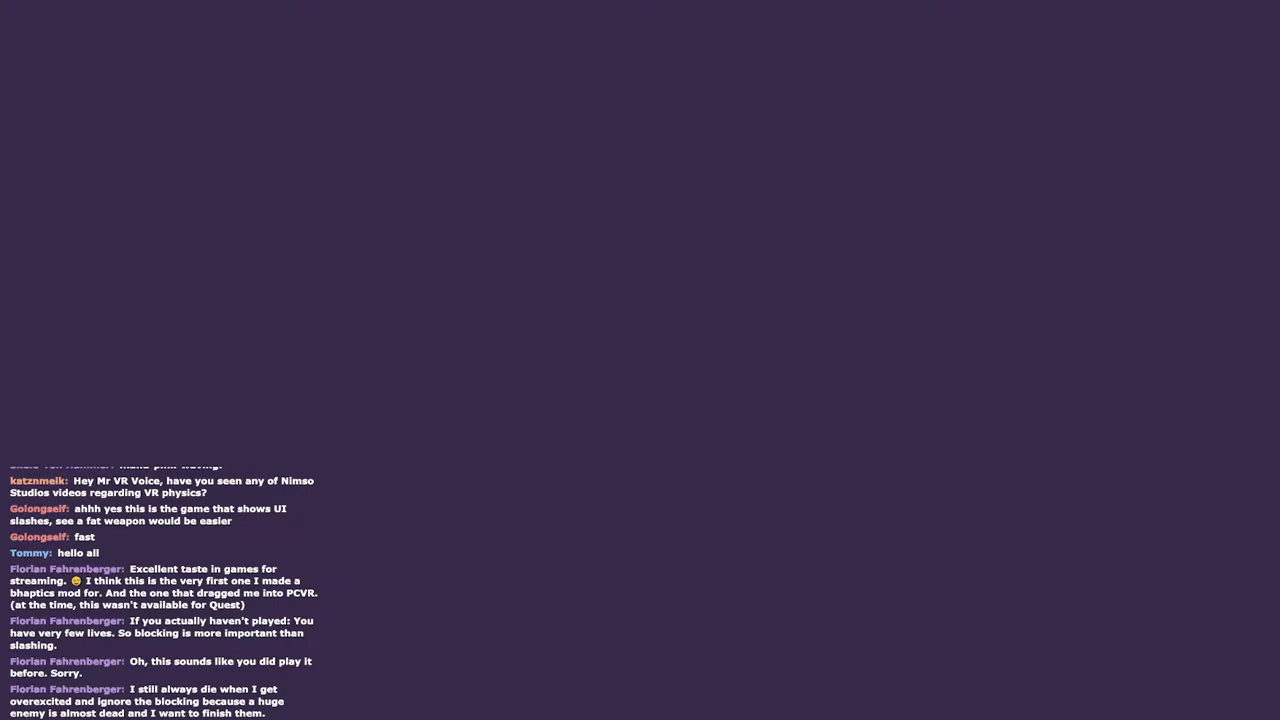 katznmeik: Hey Mr VR Voice, have you seen any of Nimso
Studios videos regarding VR physics?
Golongself: ahhh yes this is the game that shows UI
slashes, see a fat weapon would be easier
Golongself: fast
Tommy: hello all
Florian Fahrenberger: Excellent taste in games for
streaming. 😅 I think this is the very first one I made a
bhaptics mod for. And the one that dragged me into PCVR.
(at the time, this wasn't available for Quest)
Florian Fahrenberger: If you actually haven't played: You
have very few lives. So blocking is more important than
slashing.
Florian Fahrenberger: Oh, this sounds like you did play it
before. Sorry.
Florian Fahrenberger: I still always die when I get
overexcited and ignore the blocking because a huge
enemy is almost dead and I want to finish them.